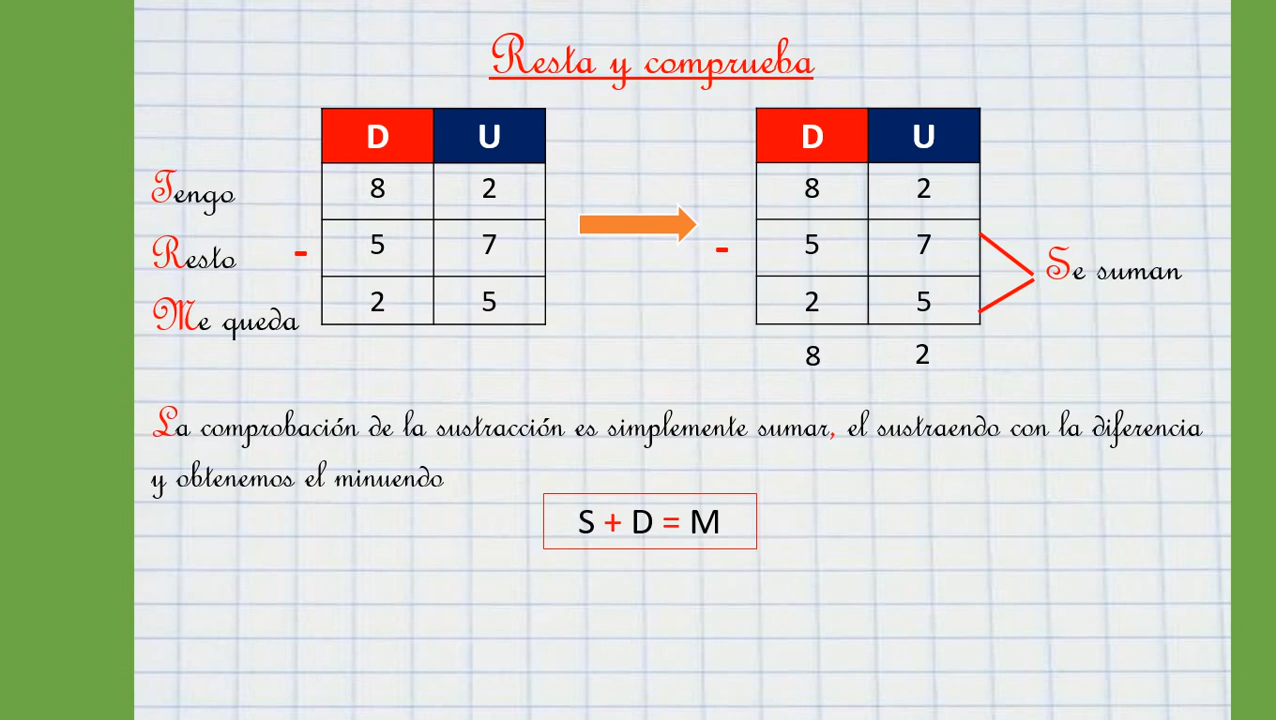 Resta y comprueba
D U D U
Tengo 8 2 8 2
Resto - 5 7 - 5 7 Se suman
Me queda 2 5 2 5
8 2
La comprobación de la sustracción es simplemente sumar, el sustraendo con la diferencia
y obtenemos el minuendo
S + D = M